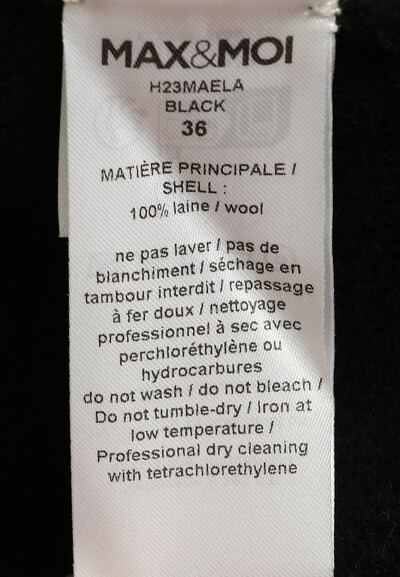 MAX&MOI
H23MAELA
BLACK
36
MATIÈRE PRINCIPALE /
SHELL :
100% laine / wool
ne pas laver / pas de
blanchiment / séchage en
tambour interdit / repassage
à fer doux / nettoyage
professionnel à sec avec
perchloréthylène ou
hydrocarbures
do not wash / do not bleach /
Do not tumble-dry / Iron at
low temperature /
Professional dry cleaning
with tetrachlorethylene